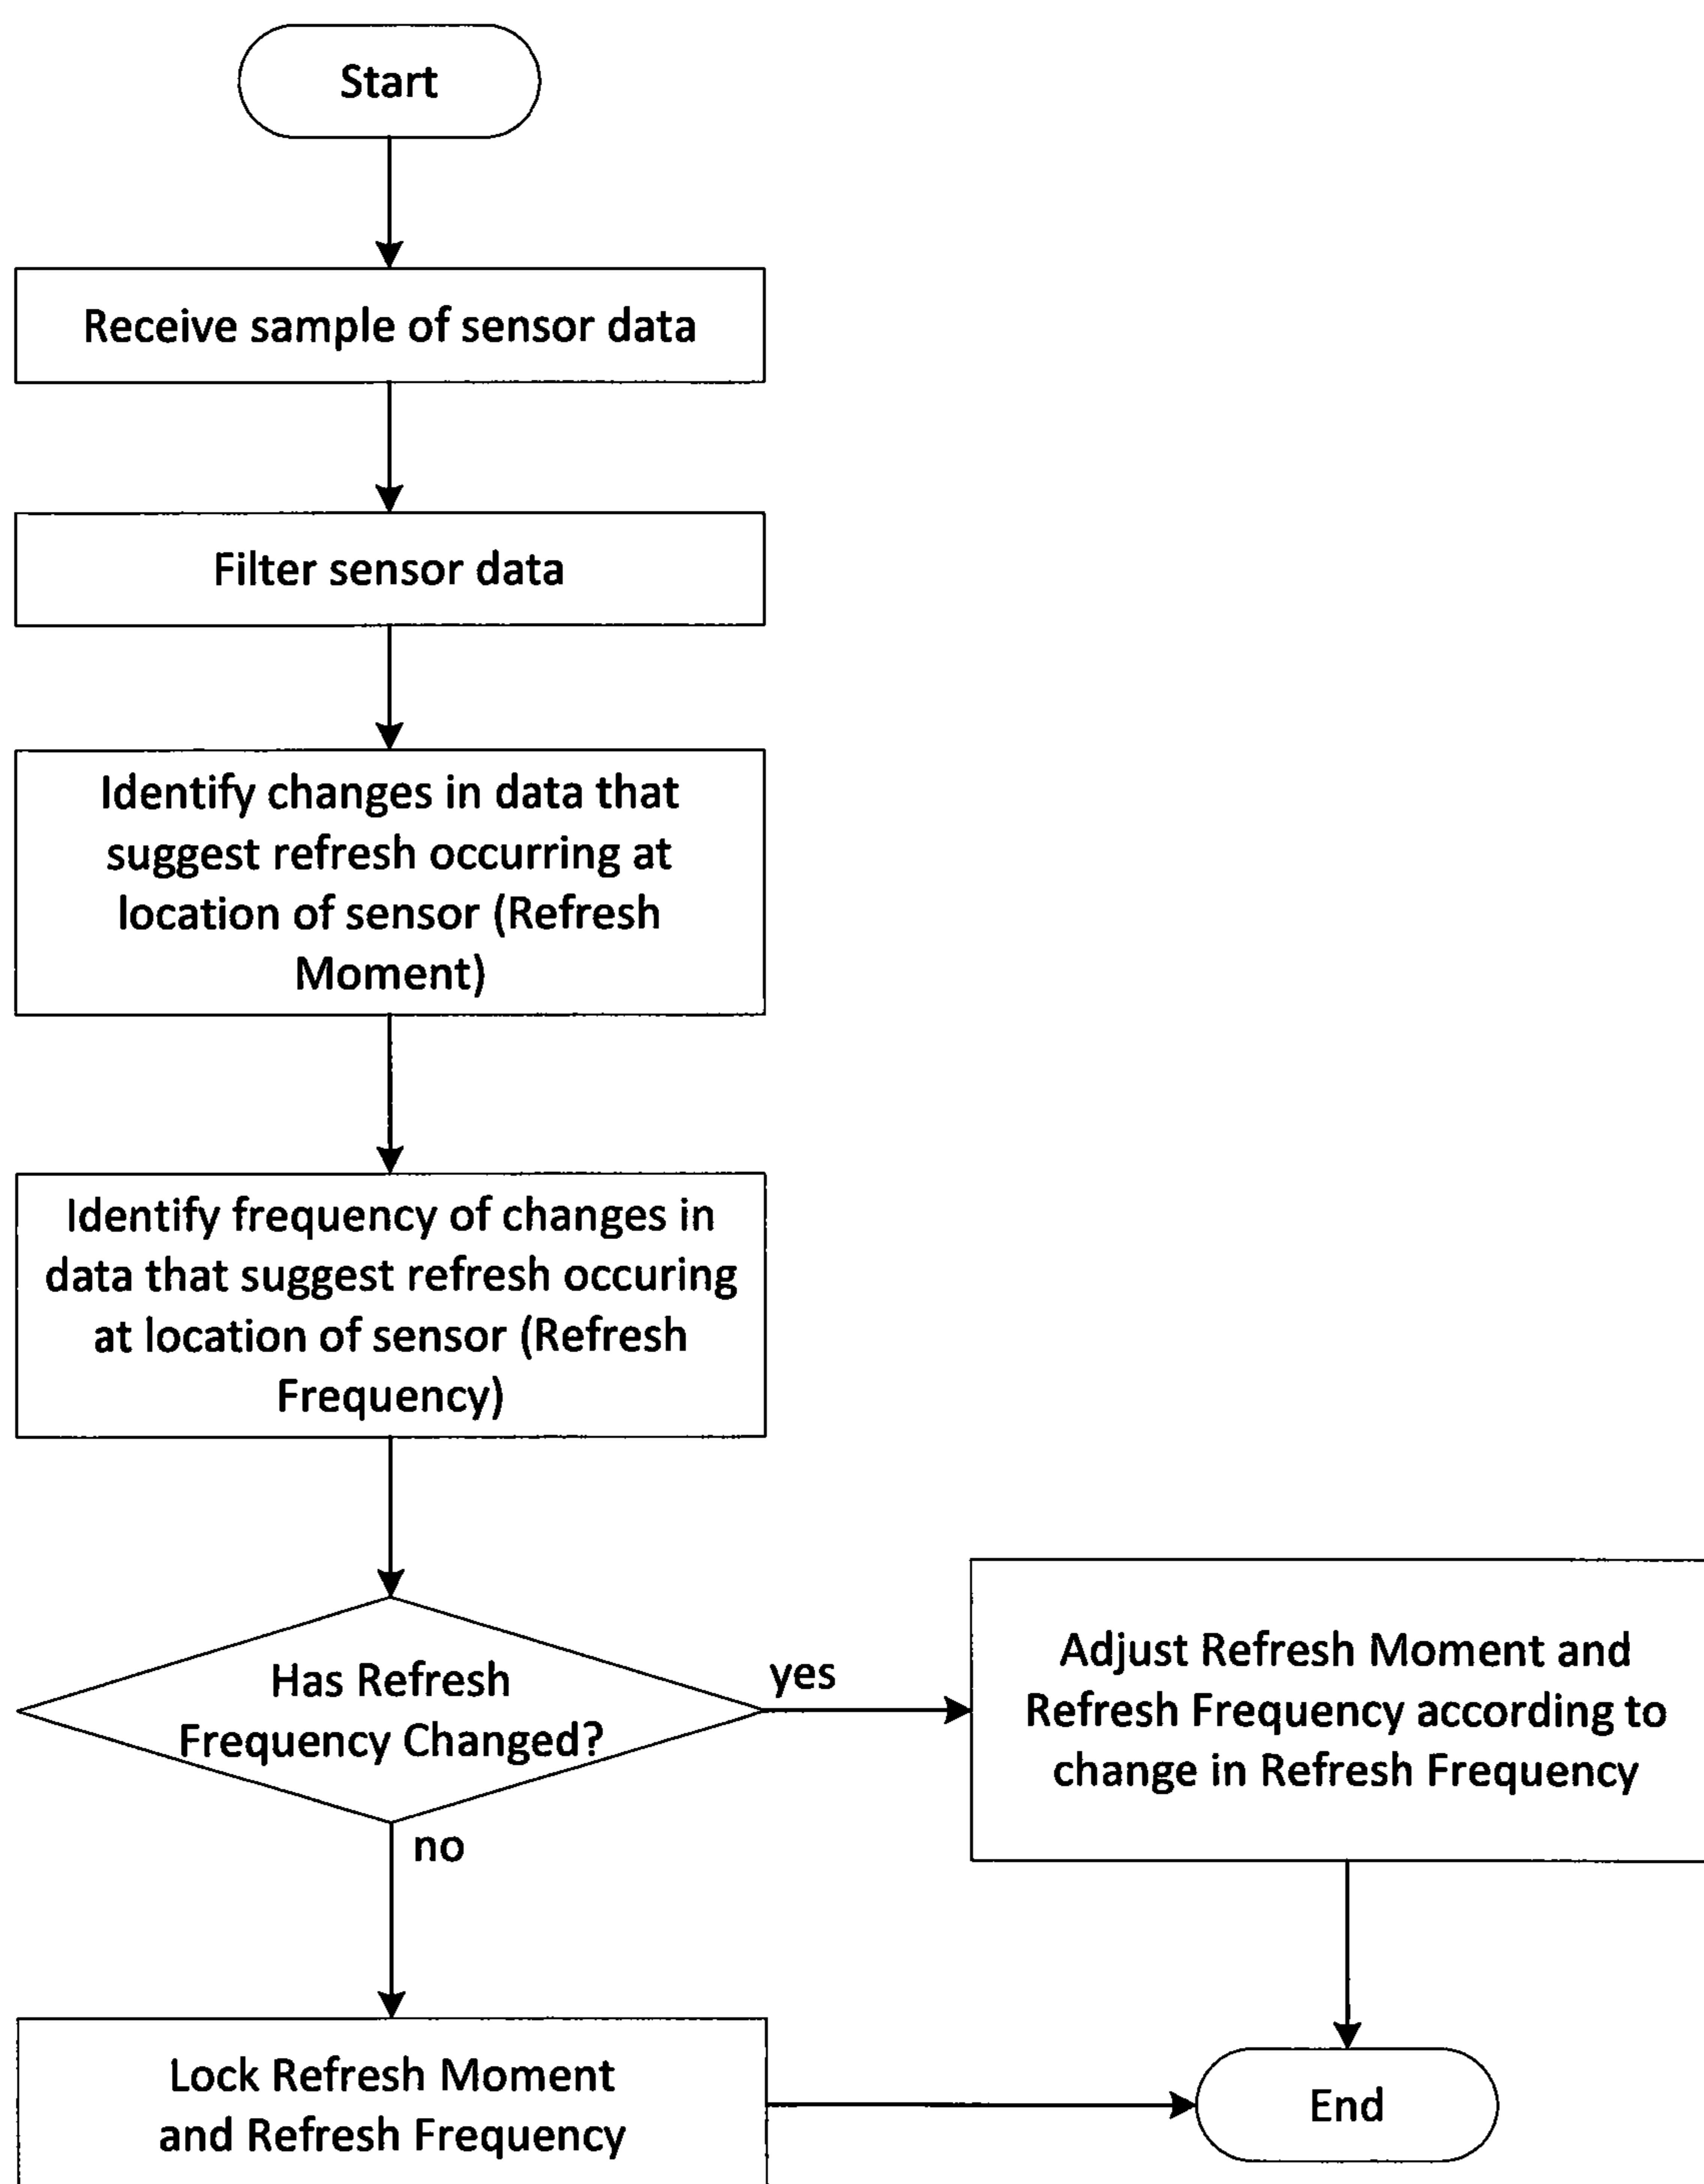 Start
Receive sample of sensor data
Filter sensor data
Identify changes in data that
suggest refresh occurring at
location of sensor (Refresh
Moment)
Identify frequency of changes in
data that suggest refresh occuring
at location of sensor (Refresh
Frequency)
Has Refresh
Frequency Changed?
yes
Adjust Refresh Moment and
Refresh Frequency according to
change in Refresh Frequency
no
Lock Refresh Moment
and Refresh Frequency
End